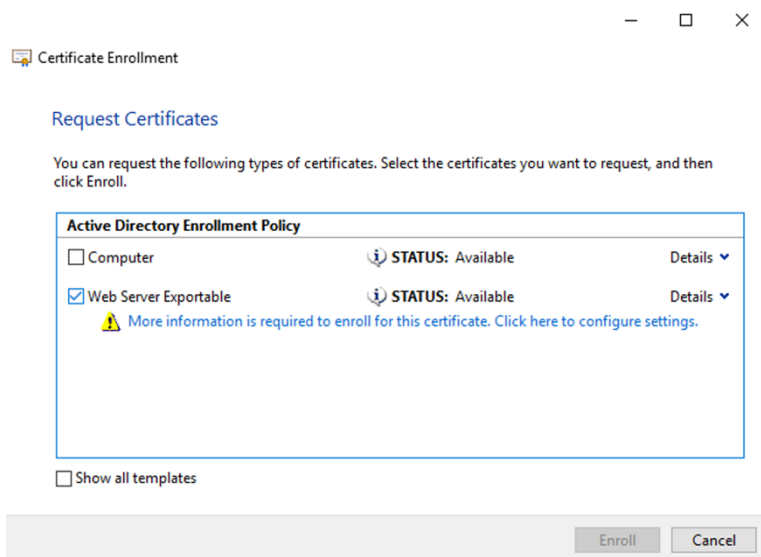 Certificate Enrollment
Request Certificates
You can request the following types of certificates. Select the certificates you want to request, and then
click Enroll.
Active Directory Enrollment Policy
Computer STATUS: Available Details
Web Server Exportable STATUS: Available Details
More information is required to enroll for this certificate. Click here to configure settings.
Show all templates
Enroll Cancel